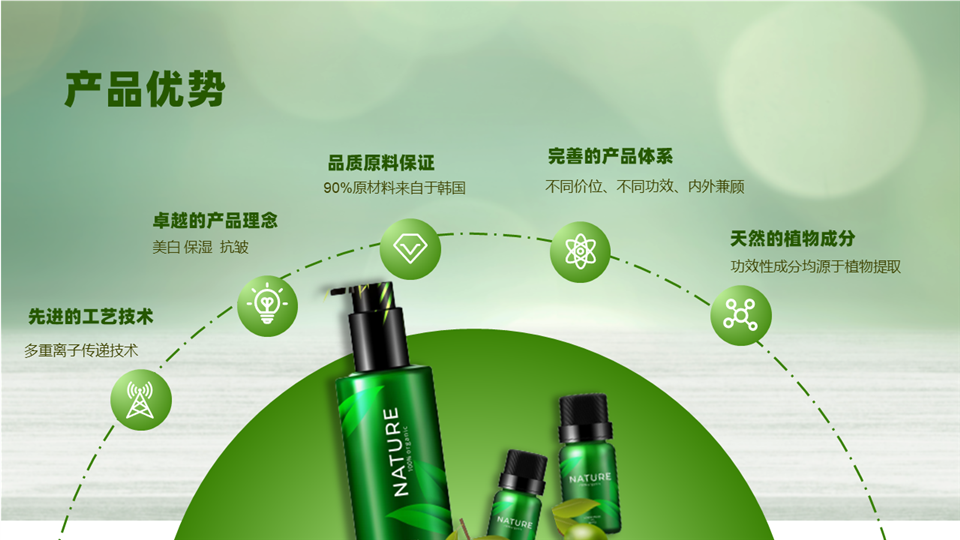 产品优势
先进的工艺技术
多重离子传递技术
卓越的产品理念
美白 保湿 抗皱
品质原料保证
90%原材料来自于韩国
完善的产品体系
不同价位、不同功效、内外兼顾
天然的植物成分
功效性成分均源于植物提取
NATURE
100% organic
NATURE
NATURE